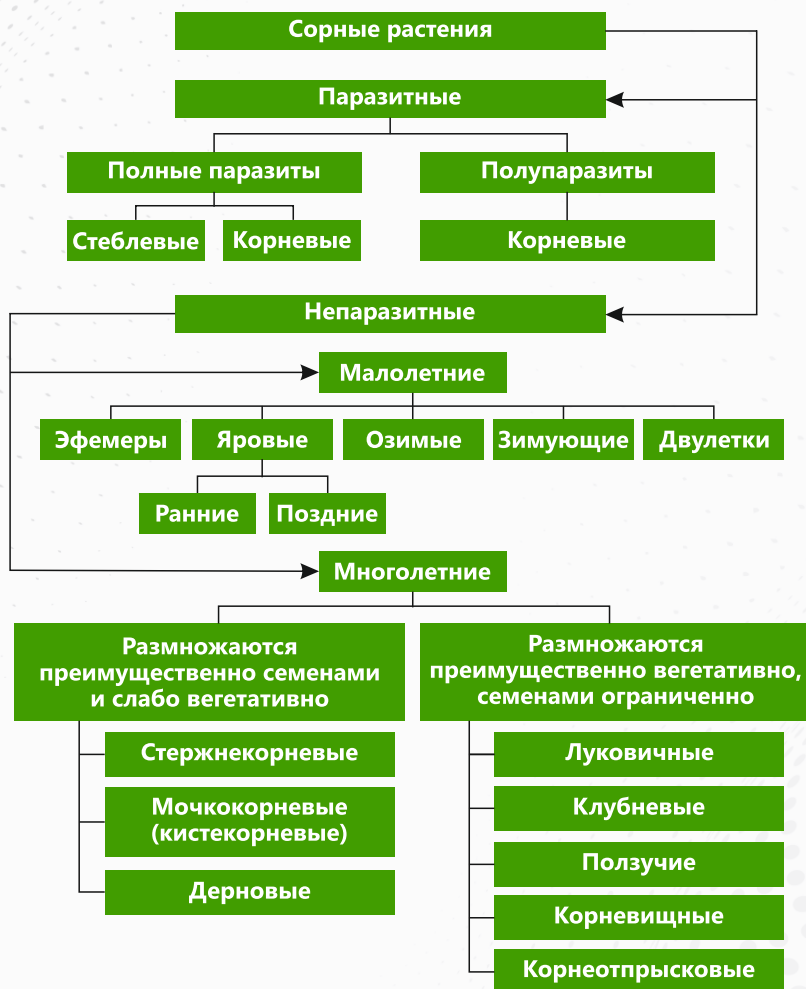 Сорные растения
Паразитные
Полные паразиты
Полупаразиты
Стеблевые
Корневые
Корневые
Непаразитные
Малолетние
Эфемеры
Яровые
Озимые
Зимующие
Двулетки
Ранние
Поздние
Многолетние
Размножаются
преимущественно семенами
и слабо вегетативно
Размножаются
преимущественно вегетативно,
семенами ограниченно
Стержнекорневые
Мочкокорневые
(кистекорневые)
Дерновые
Луковичные
Клубневые
Ползучие
Корневищные
Корнеотпрысковые